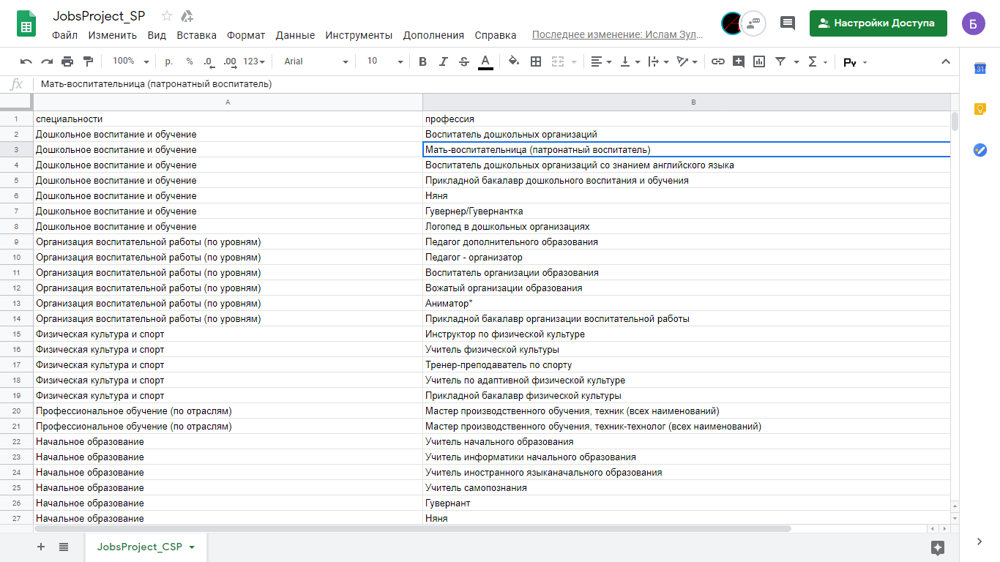 JobsProject_SP
Файл Изменить Вид Вставка Формат Данные Инструменты Дополнения Справка Последнее изменение: Ислам Зул...
Настройки Доступа
Б
100% р. % .0 .00 123 Arial 10 B I S A Σ Ру
31
fx Мать-воспитательница (патронатный воспитатель)
A B
1 специальности профессия
2 Дошкольное воспитание и обучение Воспитатель дошкольных организаций
3 Дошкольное воспитание и обучение Мать-воспитательница (патронатный воспитатель)
4 Дошкольное воспитание и обучение Воспитатель дошкольных организаций со знанием английского языка
5 Дошкольное воспитание и обучение Прикладной бакалавр дошкольного воспитания и обучения
6 Дошкольное воспитание и обучение Няня
7 Дошкольное воспитание и обучение Гувернер/Гувернантка
8 Дошкольное воспитание и обучение Логопед в дошкольных организациях
9 Организация воспитательной работы (по уровням) Педагог дополнительного образования
10 Организация воспитательной работы (по уровням) Педагог - организатор
11 Организация воспитательной работы (по уровням) Воспитатель организации образования
12 Организация воспитательной работы (по уровням) Вожатый организации образования
13 Организация воспитательной работы (по уровням) Аниматор*
14 Организация воспитательной работы (по уровням) Прикладной бакалавр организации воспитательной работы
15 Физическая культура и спорт Инструктор по физической культуре
16 Физическая культура и спорт Учитель физической культуры
17 Физическая культура и спорт Тренер-преподаватель по спорту
18 Физическая культура и спорт Учитель по адаптивной физической культуре
19 Физическая культура и спорт Прикладной бакалавр физической культуры
20 Профессиональное обучение (по отраслям) Мастер производственного обучения, техник (всех наименований)
21 Профессиональное обучение (по отраслям) Мастер производственного обучения, техник-технолог (всех наименований)
22 Начальное образование Учитель начального образования
23 Начальное образование Учитель информатики начального образования
24 Начальное образование Учитель иностранного языканачального образования
25 Начальное образование Учитель самопознания
26 Начальное образование Гувернант
27 Начальное образование Няня
JobsProject_CSP